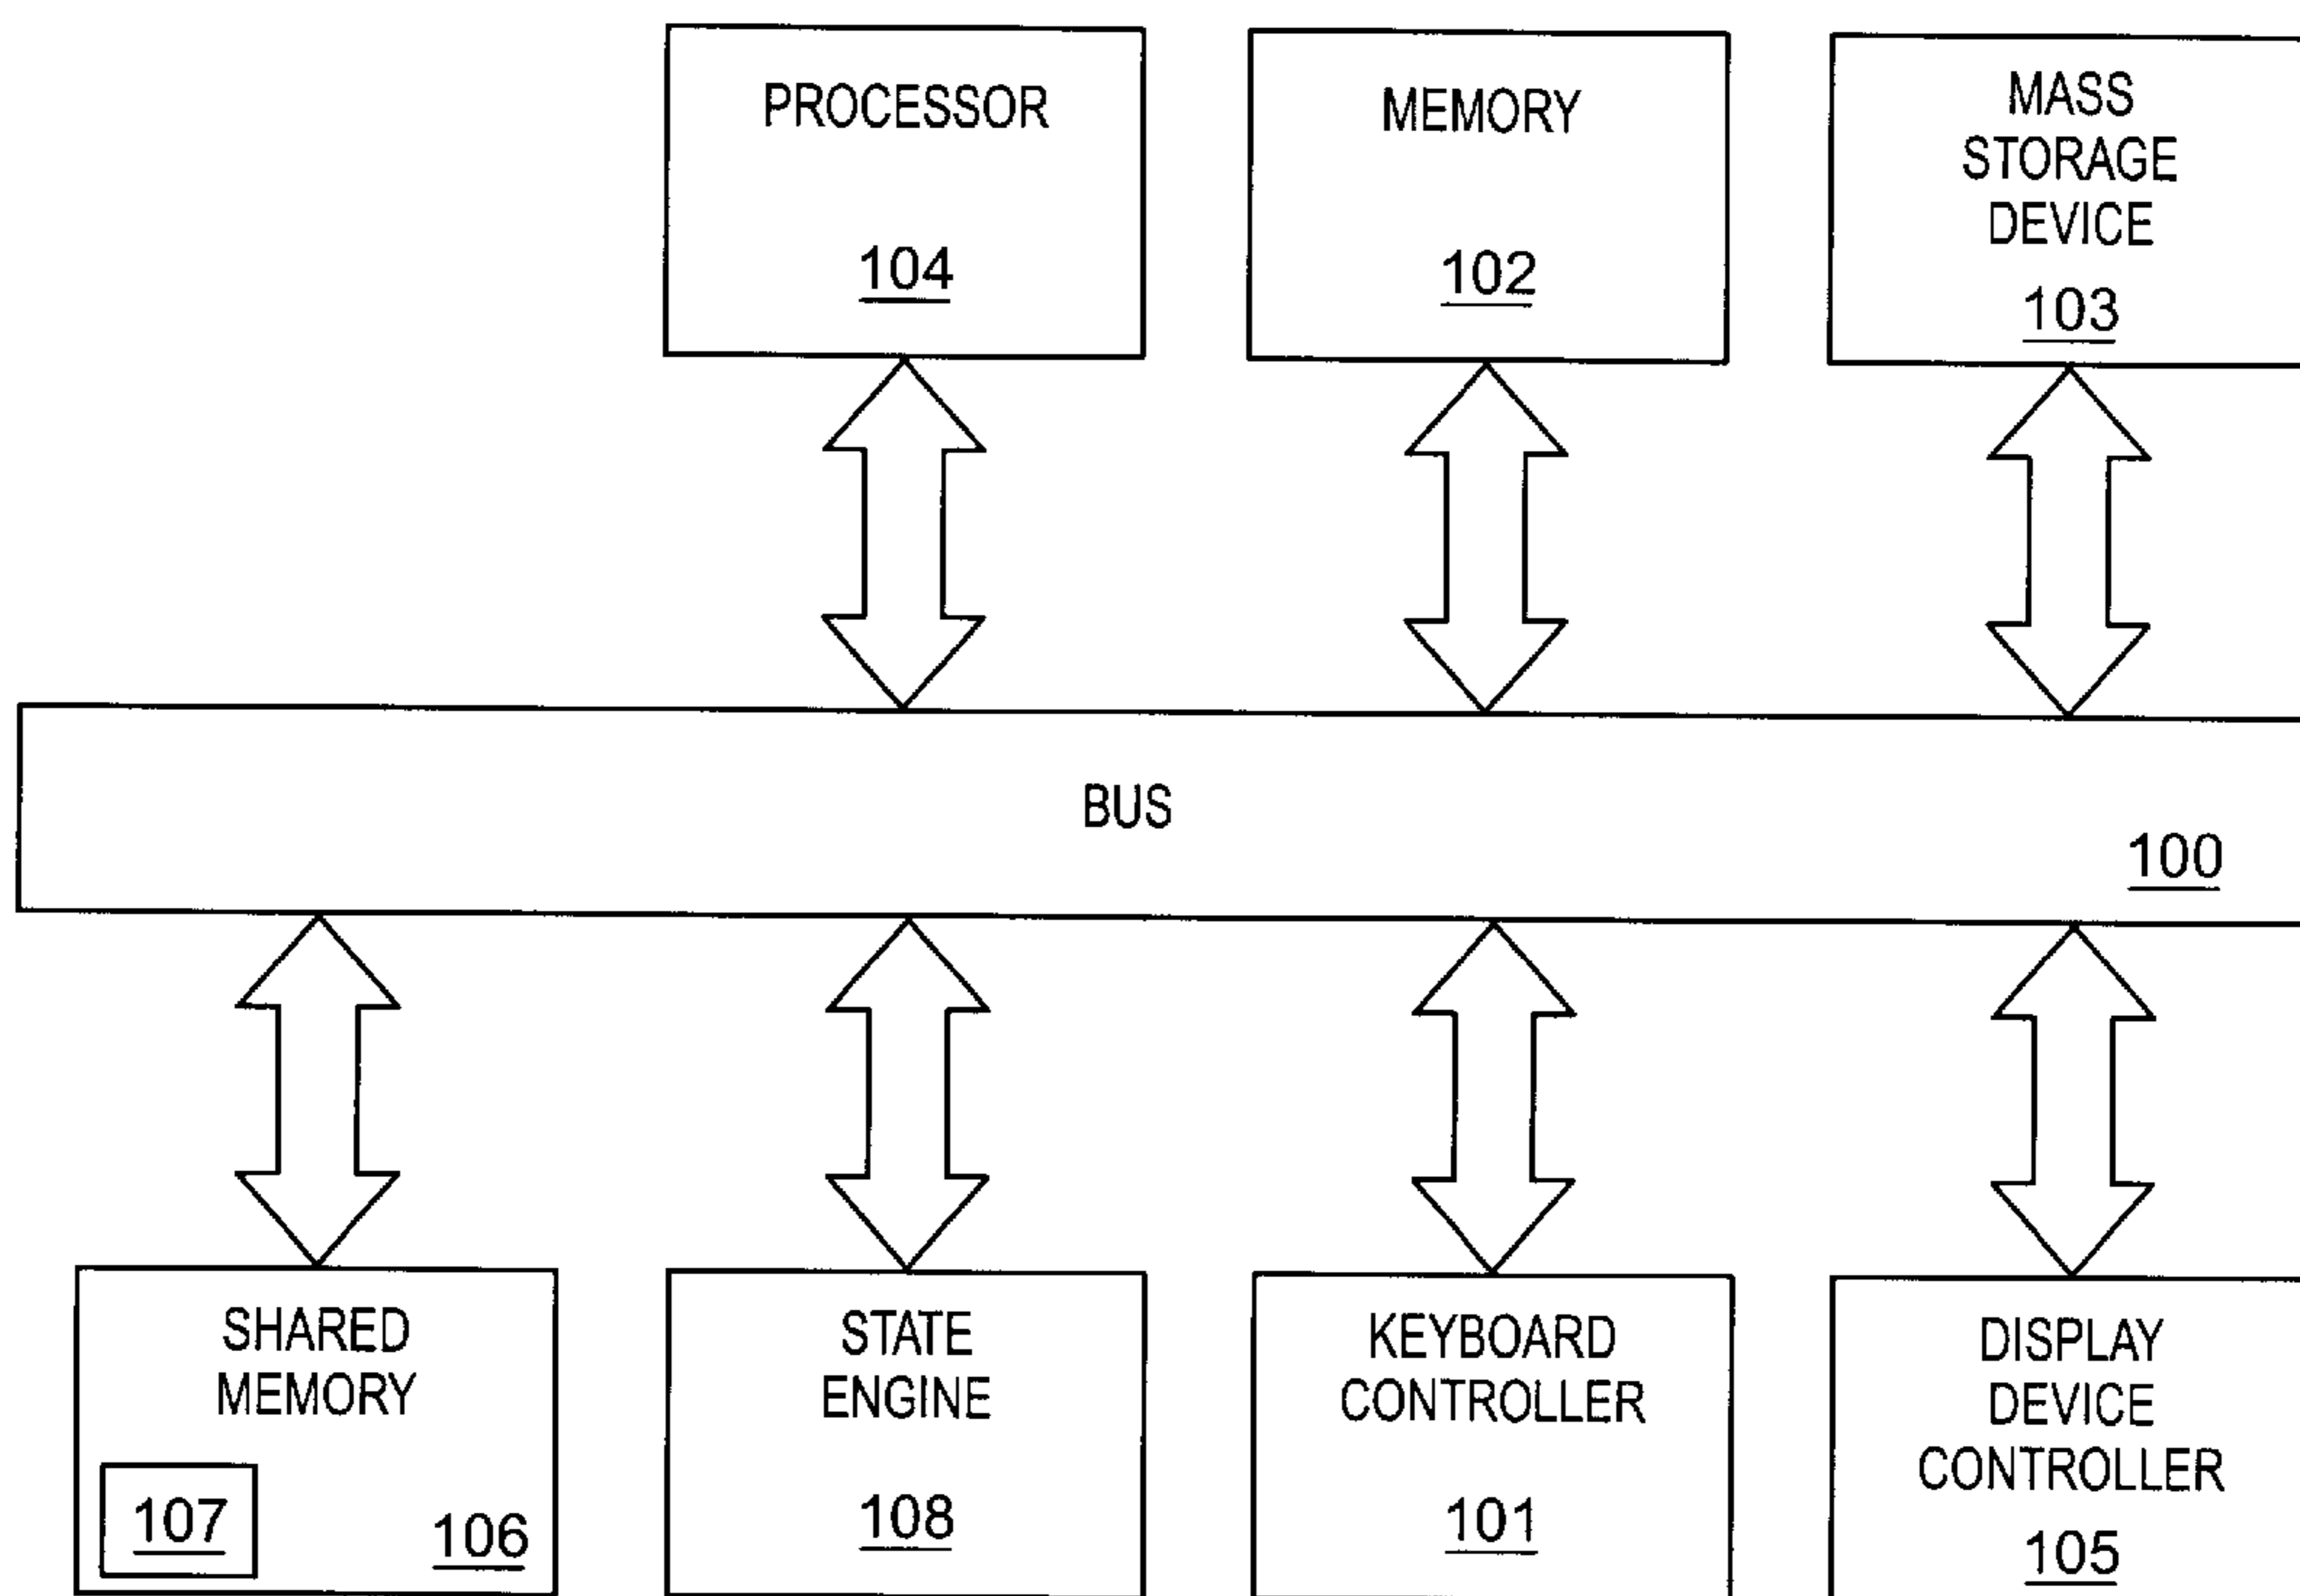 PROCESSOR
104
MEMORY
102
MASS
STORAGE
DEVICE
103
BUS
100
SHARED
MEMORY
107
106
STATE
ENGINE
108
KEYBOARD
CONTROLLER
101
DISPLAY
DEVICE
CONTROLLER
105